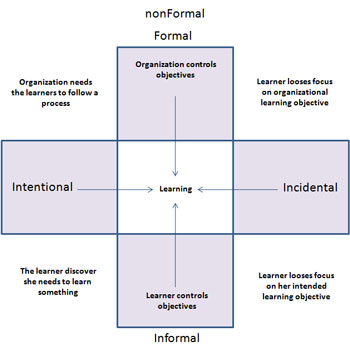 nonFormal
Formal
Organization needs
the learners to follow a
process
Organization controls
objectives
Learner looses focus
on organizational
learning objective
Intentional
Learning
Incidental
The learner discover
she needs to learn
something
Learner controls
objectives
Learner looses focus
on her intended
learning objective
Informal